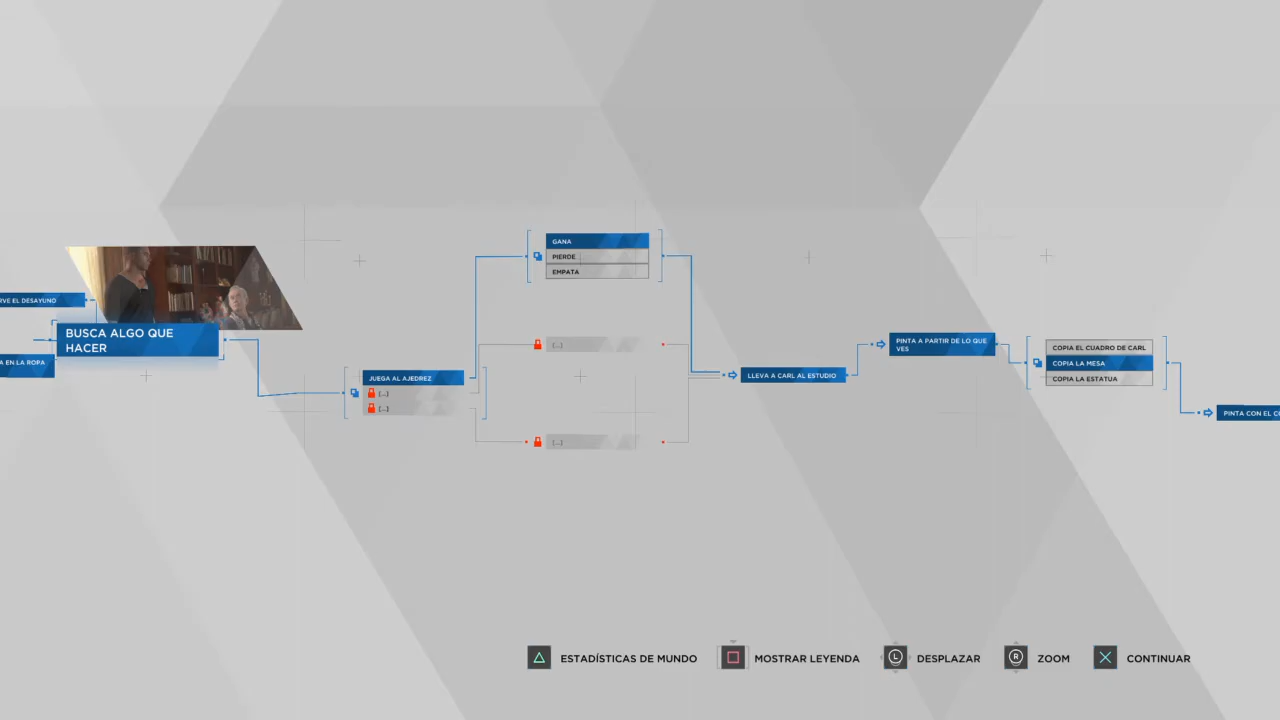 RVE EL DESAYUNO
BUSCA ALGO QUE
HACER
A EN LA ROPA
JUEGA AL AJEDREZ
[...]
[...]
GANA
PIERDE
EMPATA
[...]
[...]
LLEVA A CARL AL ESTUDIO
PINTA A PARTIR DE LO QUE
VES
COPIA EL CUADRO DE CARL
COPIA LA MESA
COPIA LA ESTATUA
PINTA CON EL CO
ESTADÍSTICAS DE MUNDO
MOSTRAR LEYENDA
L
DESPLAZAR
R
ZOOM
CONTINUAR